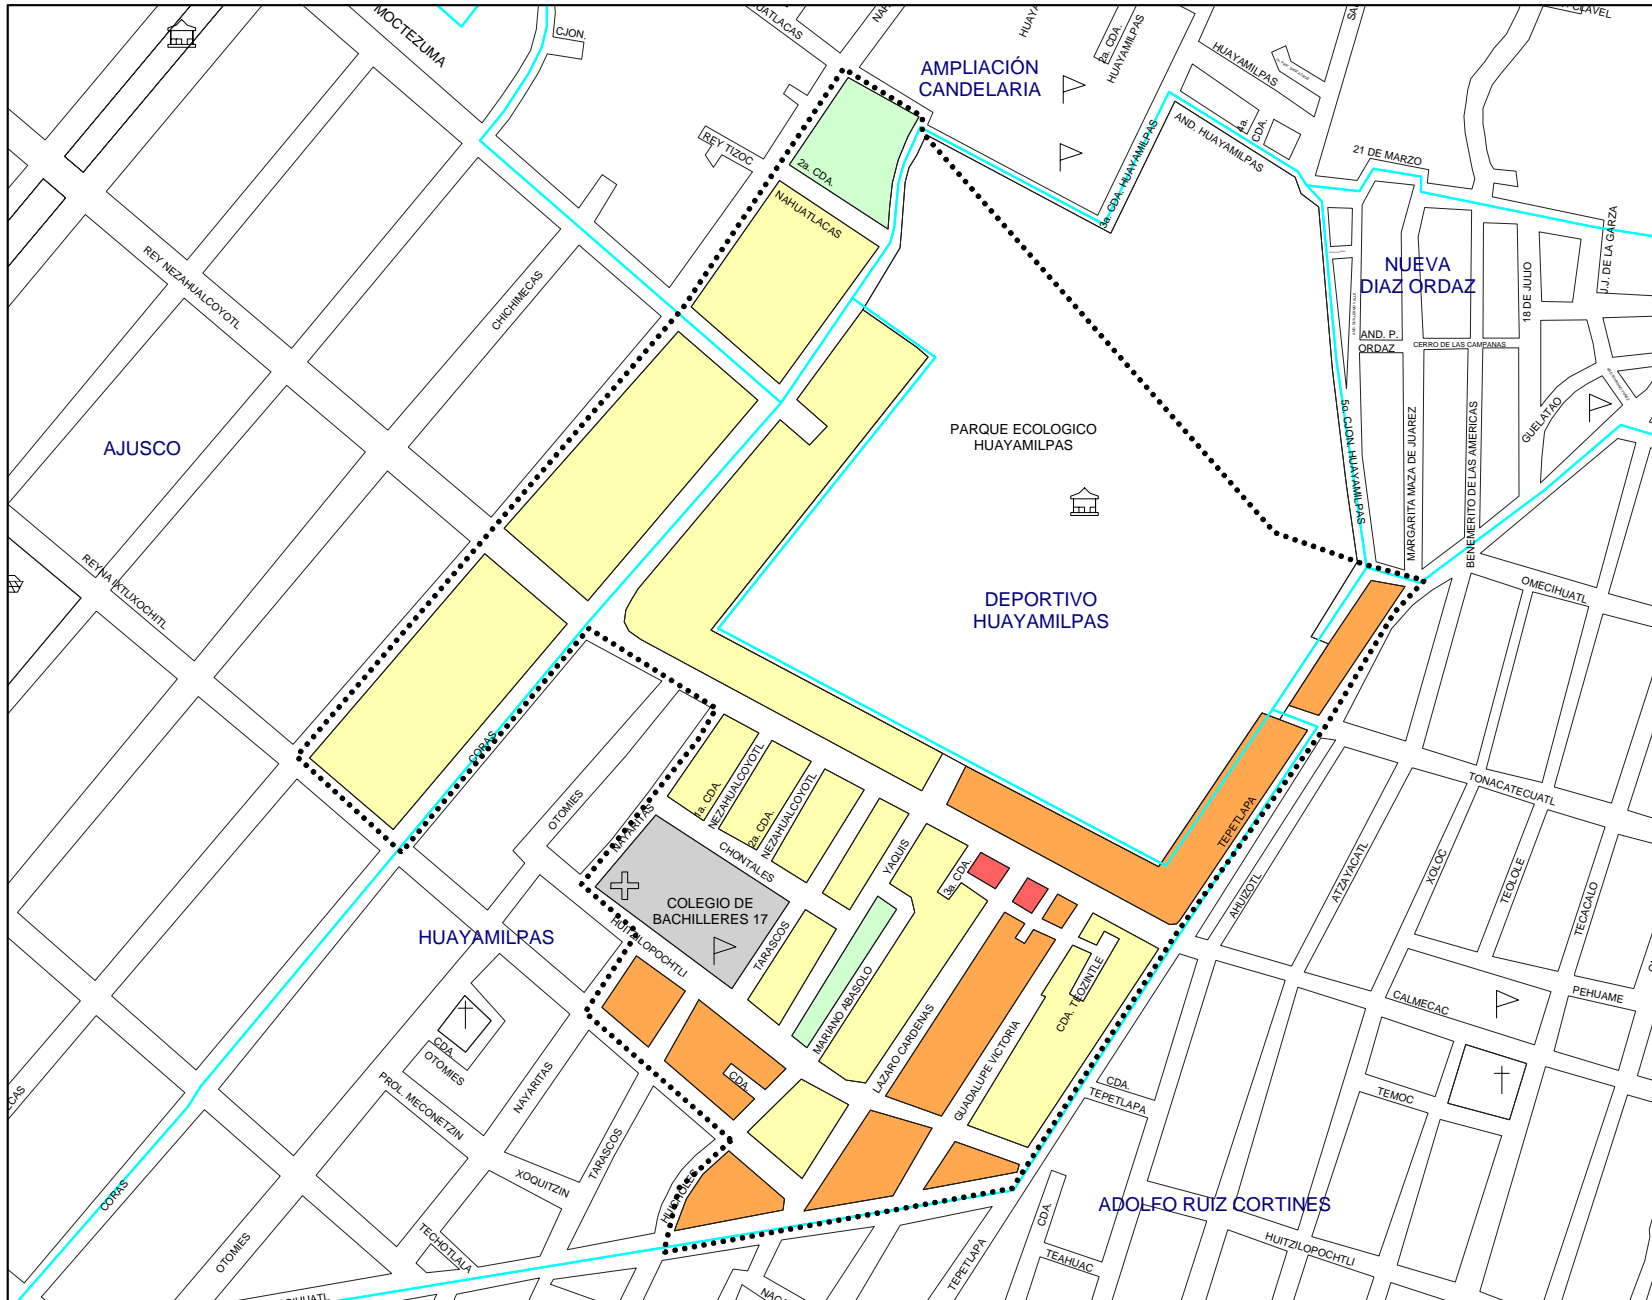 MOCTEZUMA
CJON.
HUAYAMILPAS
2a. CDA.
HUAYAMILPAS
CLAVEL
AMPLIACIÓN
CANDELARIA
REY TIZOC
2a. CDA.
NAHUATLACAS
3a. CDA. HUAYAMILPAS
AND. HUAYAMILPAS
4a.
CDA.
21 DE MARZO
J.J. DE LA GARZA
NUEVA
DIAZ ORDAZ
18 DE JULIO
AND. P.
ORDAZ
CERRO DE LAS CAMPANAS
REY NEZAHUALCOYOTL
CHICHIMECAS
AJUSCO
PARQUE ECOLOGICO
HUAYAMILPAS
5o. CJON. HUAYAMILPAS
MARGARITA MAZA DE JUAREZ
BENEMERITO DE LAS AMERICAS
GUELATAO
REYNA IXTLIXOCHITL
DEPORTIVO
HUAYAMILPAS
OMECIHUATL
CORAS
OTOMIES
NAYARITAS
1a. CDA.
NEZAHUALCOYOTL
2a. CDA.
NEZAHUALCOYOTL
CHONTALES
YAQUIS
3a. CDA.
TEPETLAPA
TONACATECUATL
AHUIZOTL
ATZAYACATL
XOLOC
TEOLOLE
TECACALO
COLEGIO DE
BACHILLERES 17
HUAYAMILPAS
HUITZILOPOCHTLI
TARASCOS
MARIANO ABASOLO
LAZARO CARDENAS
GUADALUPE VICTORIA
CDA. TEOZINTLE
CALMECAC
PEHUAME
CDA.
OTOMIES
PROL. MECONETZIN
NAYARITAS
CDA.
CDA.
TEPETLAPA
TEMOC
XOQUITZIN
TARASCOS
HUICHOLES
CORAS
OTOMIES
TECHOTLALA
TEPETLAPA
CDA.
TEAHUAC
ADOLFO RUIZ CORTINES
HUITZILOPOCHTLI